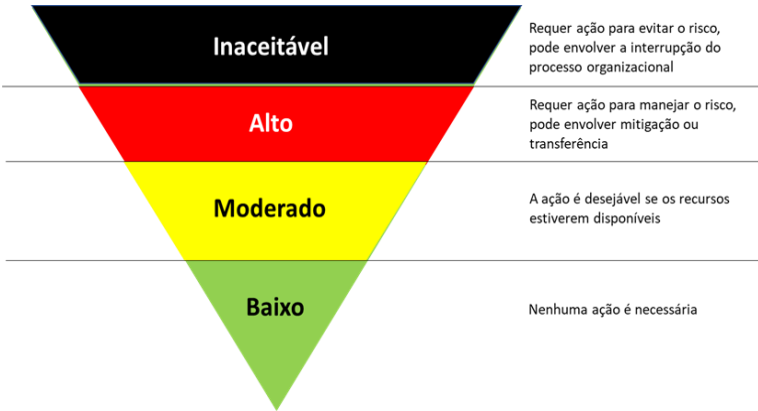 Inaceitável
Requer ação para evitar o risco,
pode envolver a interrupção do
processo organizacional
Alto
Requer ação para manejar o risco,
pode envolver mitigação ou
transferência
Moderado
A ação é desejável se os recursos
estiverem disponíveis
Baixo
Nenhuma ação é necessária